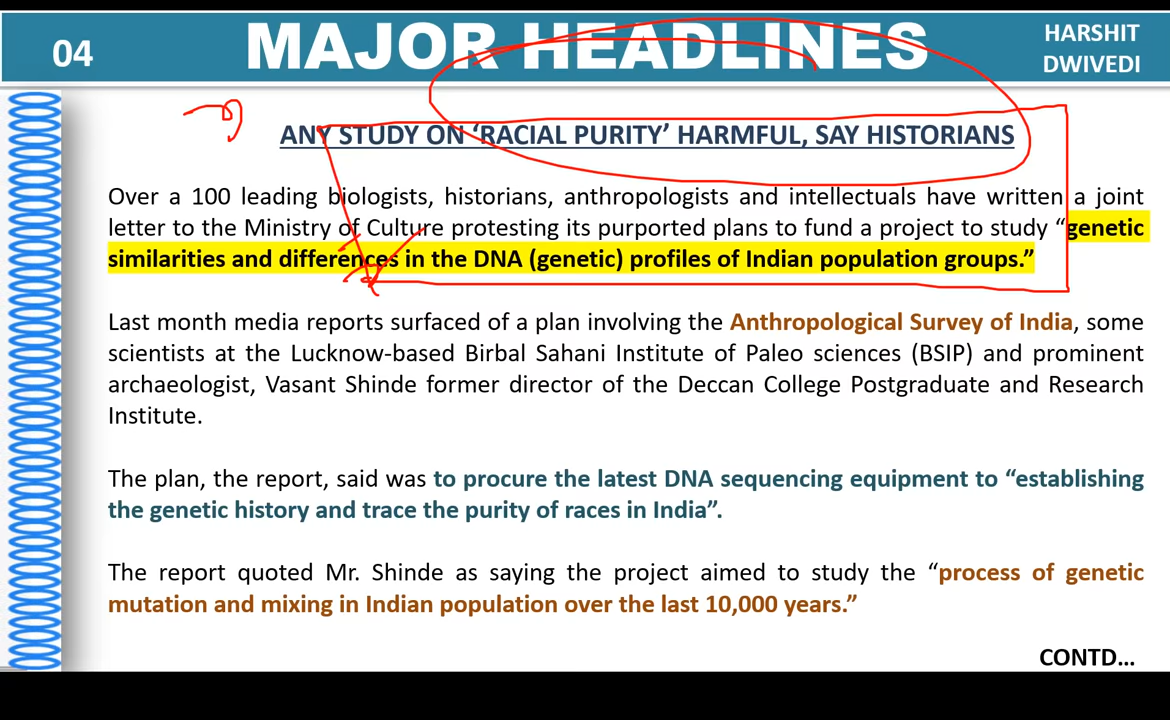 04
MAJOR HEADLINES
HARSHIT
DWIVEDI
ANY STUDY ON ‘RACIAL PURITY’ HARMFUL, SAY HISTORIANS
Over a 100 leading biologists, historians, anthropologists and intellectuals have written a joint
letter to the Ministry of Culture protesting its purported plans to fund a project to study “genetic
similarities and differences in the DNA (genetic) profiles of Indian population groups.”
Last month media reports surfaced of a plan involving the Anthropological Survey of India, some
scientists at the Lucknow-based Birbal Sahani Institute of Paleo sciences (BSIP) and prominent
archaeologist, Vasant Shinde former director of the Deccan College Postgraduate and Research
Institute.
The plan, the report, said was to procure the latest DNA sequencing equipment to “establishing
the genetic history and trace the purity of races in India”.
The report quoted Mr. Shinde as saying the project aimed to study the “process of genetic
mutation and mixing in Indian population over the last 10,000 years.”
CONTD...